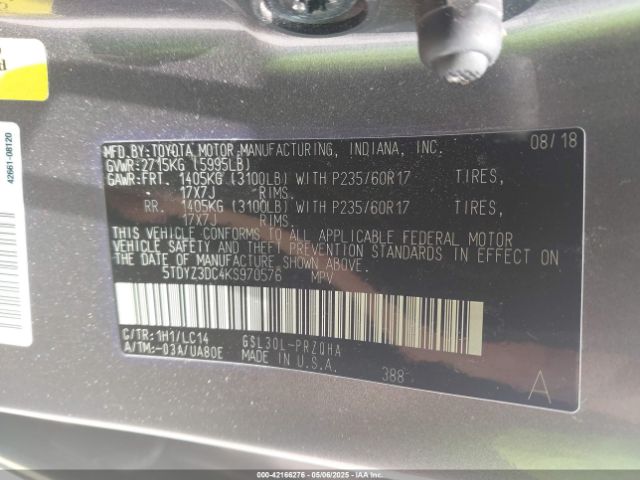 42661-08120
MFD.BY:TOYOTA MOTOR MANUFACTURING, INDIANA, INC. 08/18
GVWR:2715KG (5995LB)
GAWR:FRT. 1405KG (3100LB) WITH P235/60R17 TIRES,
17X7J RIMS.
RR. 1405KG (3100LB) WITH P235/60R17 TIRES,
17X7J RIMS.
THIS VEHICLE CONFORMS TO ALL APPLICABLE FEDERAL MOTOR
VEHICLE SAFETY AND THEFT PREVENTION STANDARDS IN EFFECT ON
THE DATE OF MANUFACTURE SHOWN ABOVE.
5TDYZ3DC4KS970576 MPV
C/TR:1H1/LC14 GSL30L-PRZQHA
A/TM:-03A/UA80E MADE IN U.S.A.
388
A
000-42166276 - 05/06/2025 - IAAI.COM